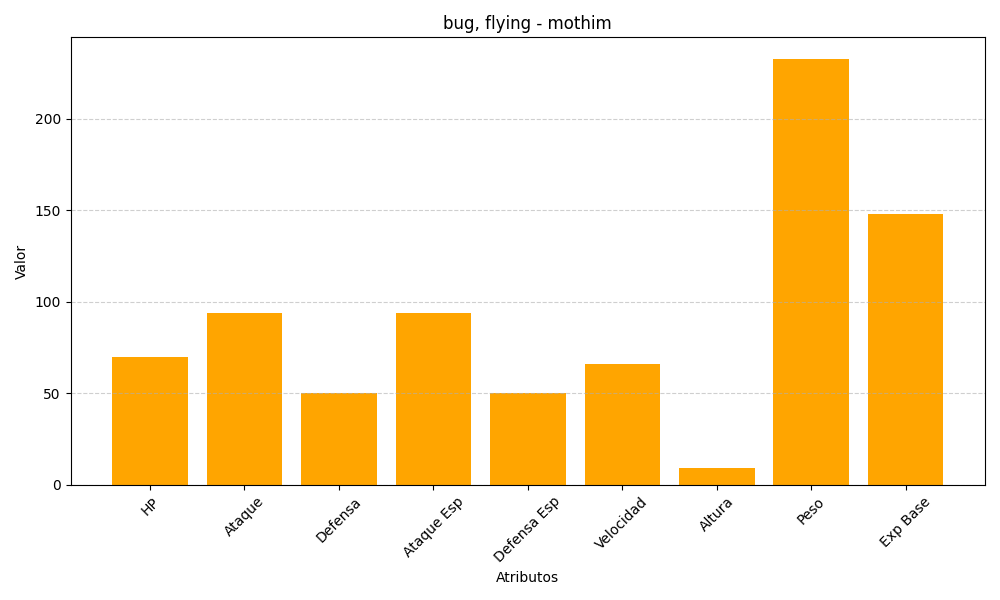 bug, flying - mothim
Valor
200
150
100
50
0
HP
Ataque
Defensa
Ataque Esp
Defensa Esp
Velocidad
Altura
Peso
Exp Base
Atributos